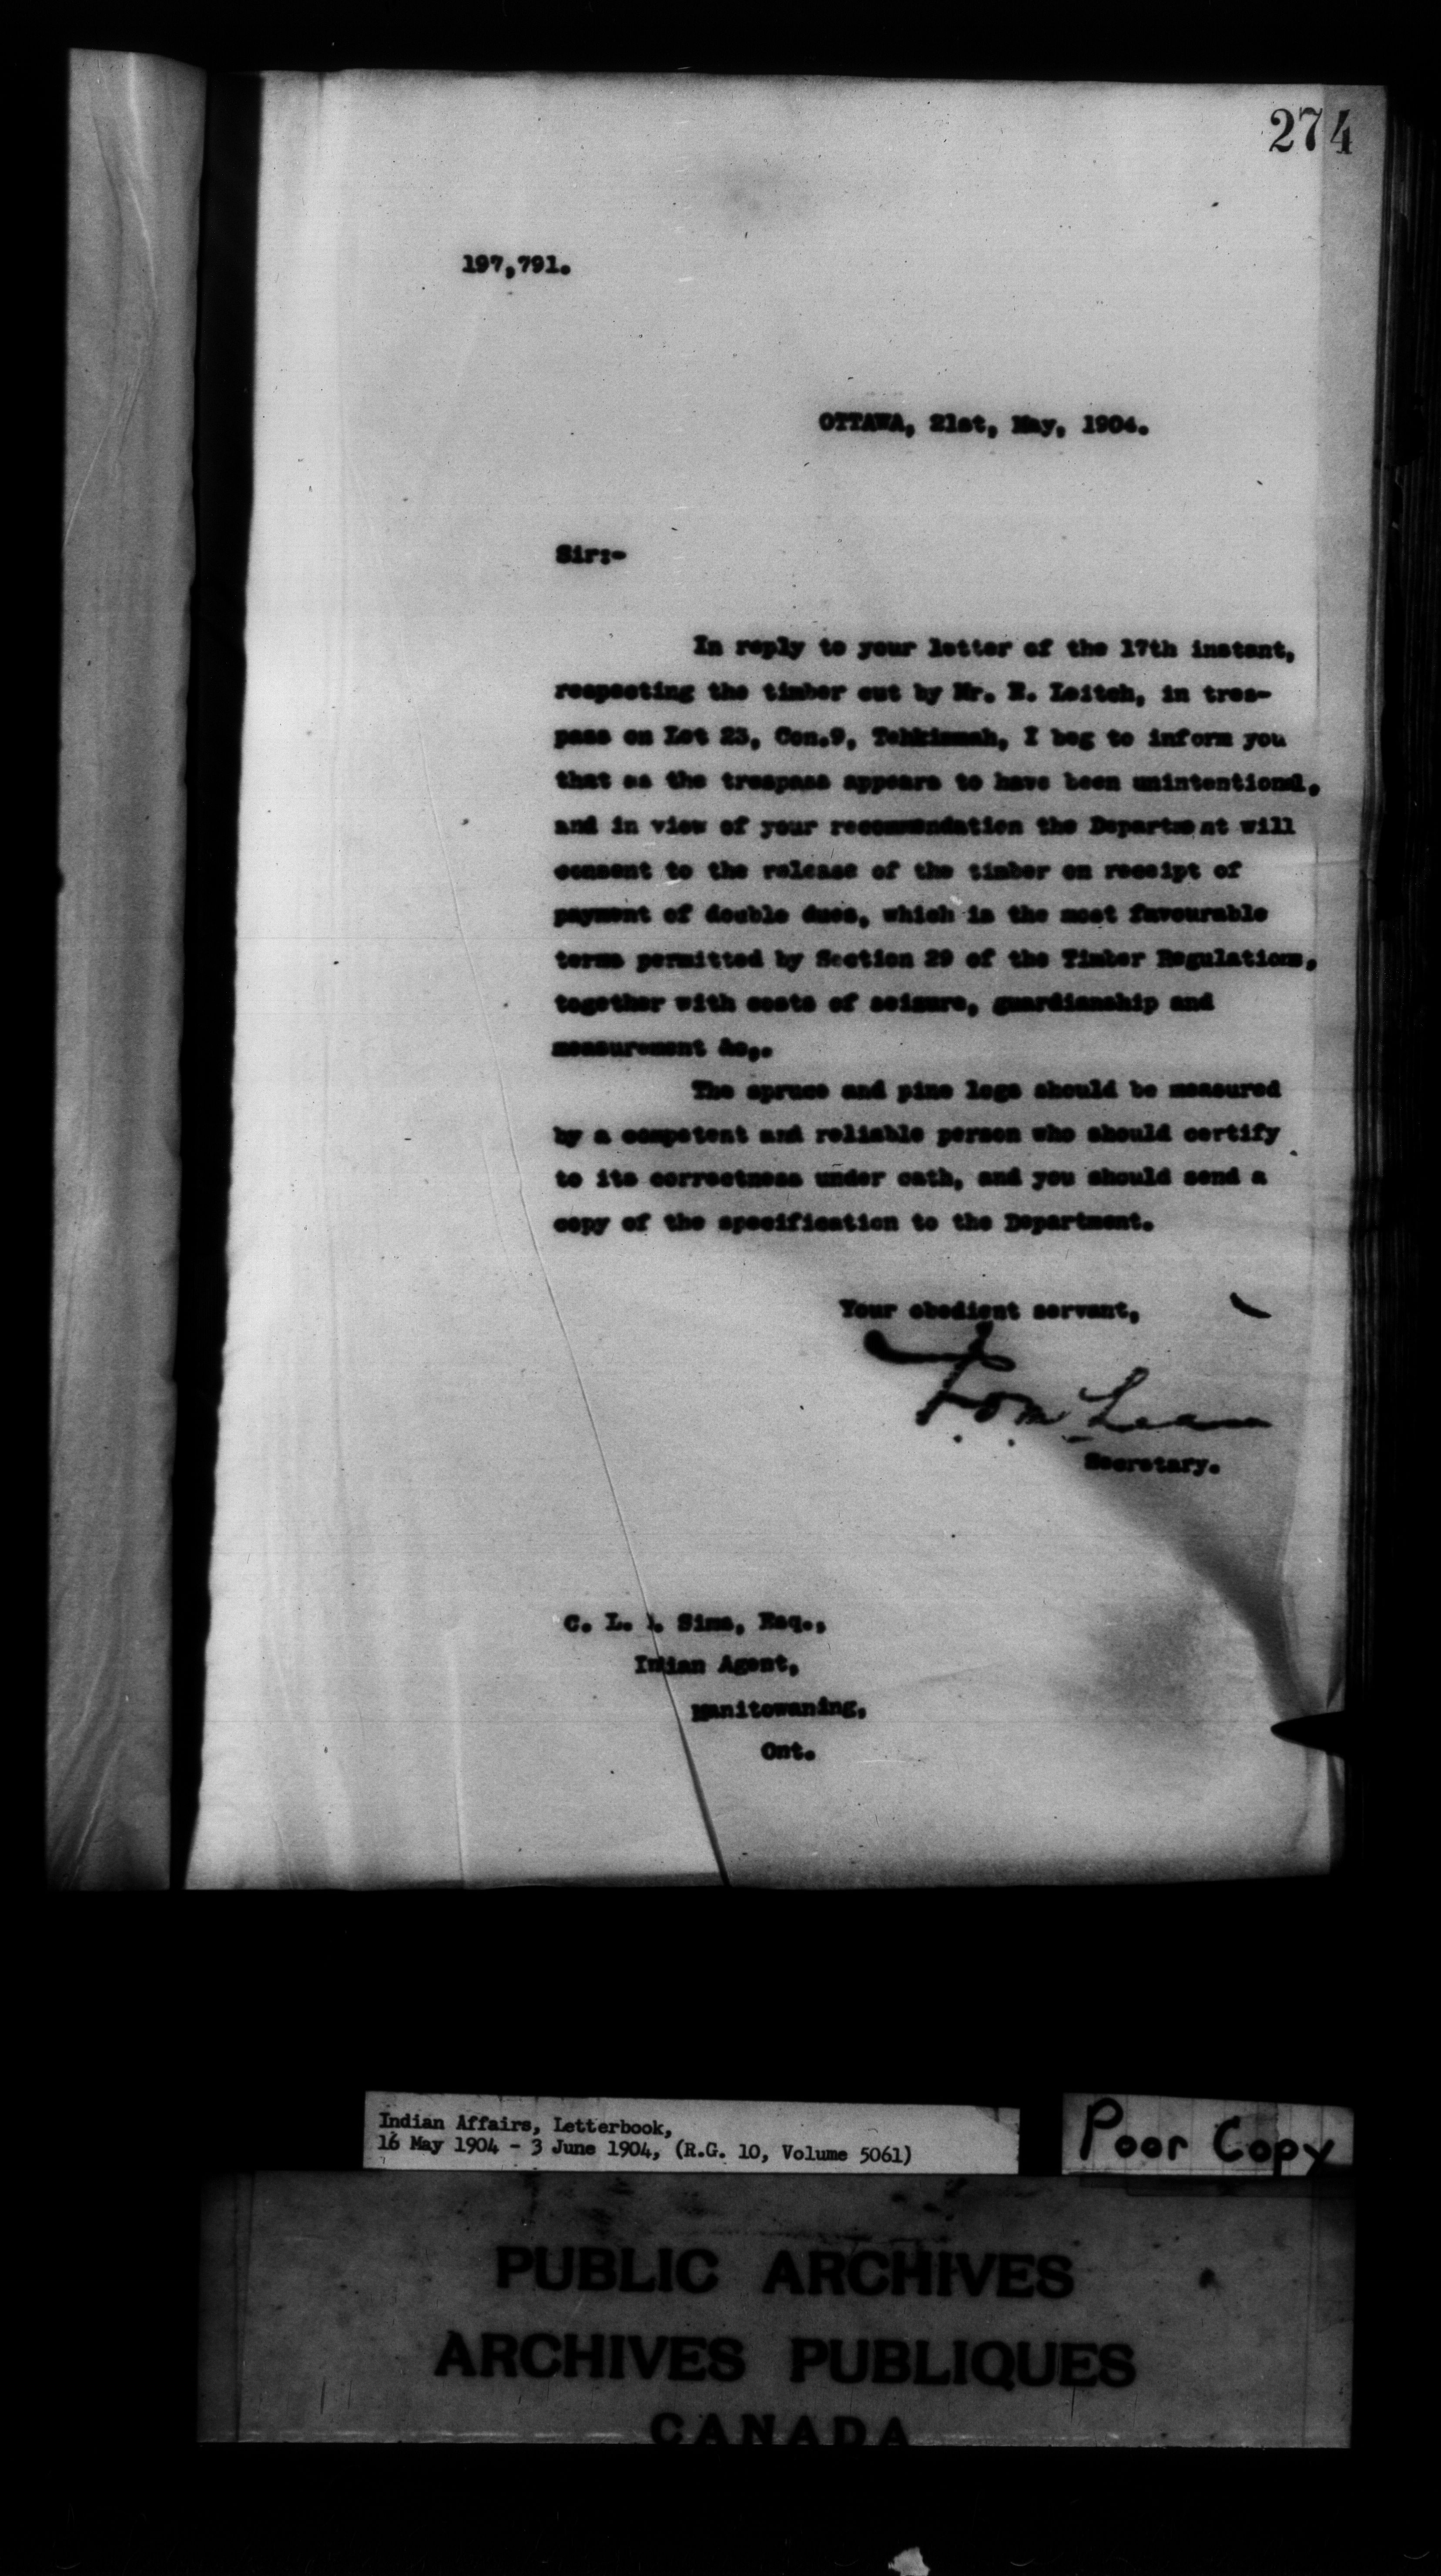 274
197,791.
OTTAWA, 21st, May, 1904.
Sir:-
In reply to your letter of the 17th instant,
respecting the timber cut by Mr. Leitch, in tres-
pass on Lot 23, Con.9, Tehkummah, I beg to inform you
that as the trespass appears to have been unintentional,
and in view of your recommendation the Department will
consent to the release of the timber on receipt of
payment of double dues, which is the most favourable
terms permitted by Section 29 of the Timber Regulations,
together with costs of seizure, guardianship and
measurement &c,.
The spruce and pine logs should be measured
by a competent and reliable person who should certify
to its correctness under oath, and you should send a
copy of the specification to the Department.
Your obedient servant,
Secretary.
C. L. Sims, Esq.,
Indian Agent,
Manitowaning,
Ont.
Indian Affairs, Letterbook,
16 May 1904 - 3 June 1904, (R.G. 10, Volume 5061)
Poor Copy
PUBLIC ARCHIVES
ARCHIVES PUBLIQUES
CANADA